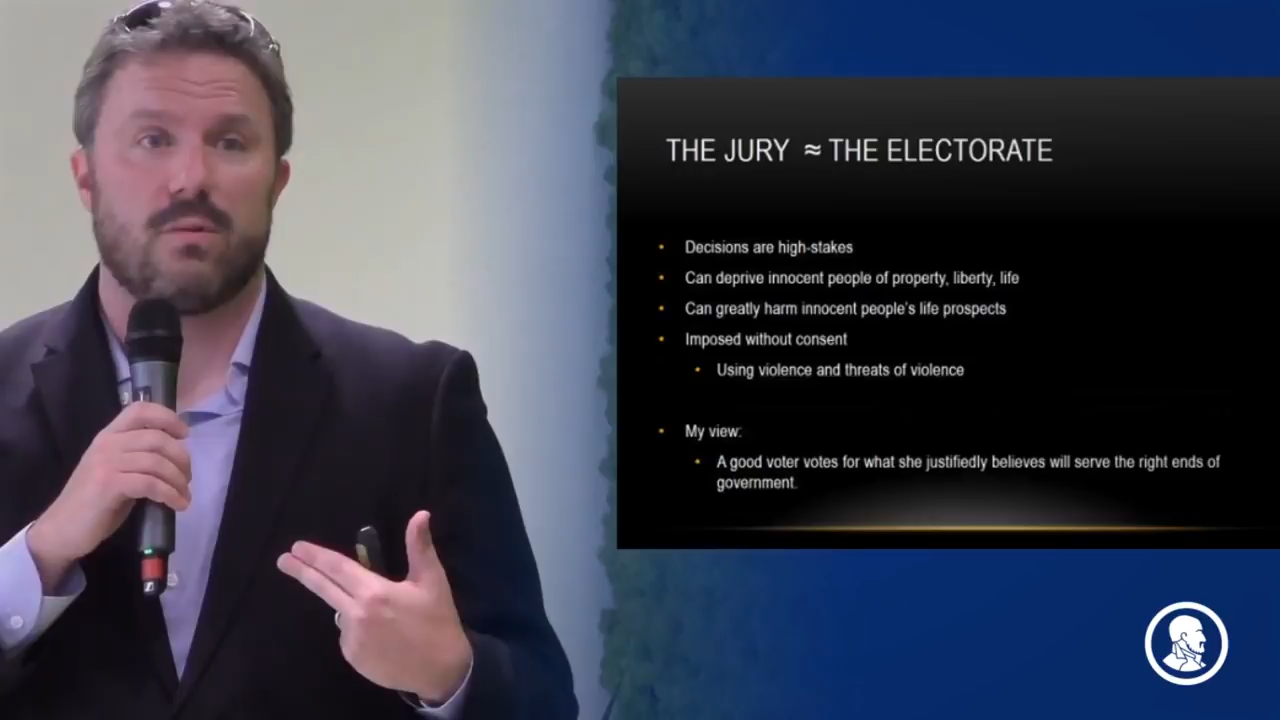 THE JURY ≈ THE ELECTORATE
• Decisions are high-stakes
• Can deprive innocent people of property, liberty, life
• Can greatly harm innocent people's life prospects
• Imposed without consent
• Using violence and threats of violence
• My view:
• A good voter votes for what she justifiedly believes will serve the right ends of
government.